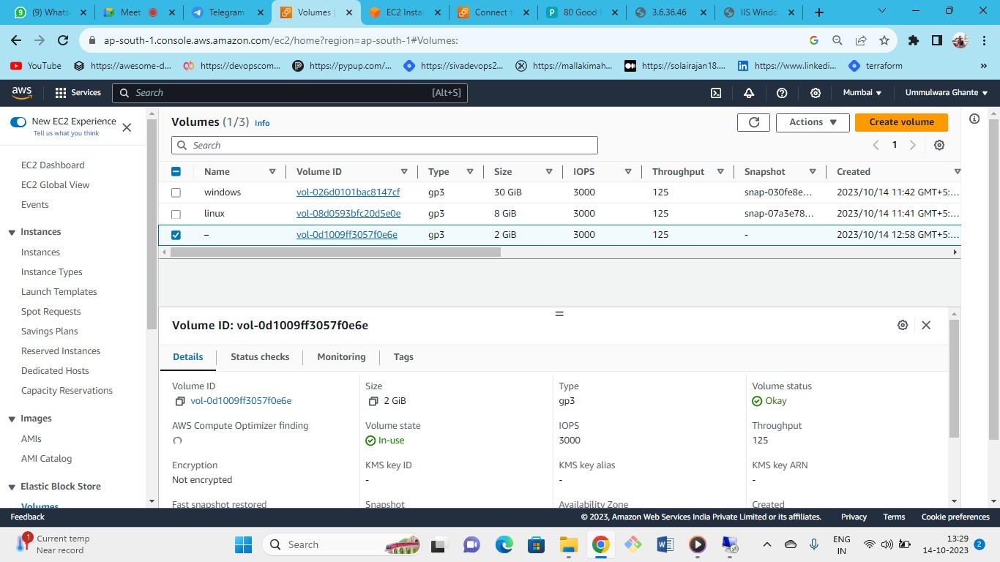 (9) Whats
Meet
Telegram
Volumes |
EC2 Instan
Connect t
80 Good
3.6.36.46
IIS Windo
ap-south-1.console.aws.amazon.com/ec2/home?region=ap-south-1#Volumes:
YouTube
https://awesome-d...
https://devopscom...
https://pypup.com/...
https://sivadevops2...
https://mallakimah...
https://solairajan18....
https://www.linkedi...
terraform
aws
Services
Search
[Alt+S]
Mumbai
Ummulwara Ghante
New EC2 Experience
Tell us what you think
EC2 Dashboard
EC2 Global View
Events
Instances
Instances
Instance Types
Launch Templates
Spot Requests
Savings Plans
Reserved Instances
Dedicated Hosts
Capacity Reservations
Images
AMIs
AMI Catalog
Elastic Block Store
Volumes
Volumes (1/3) Info
Actions
Create volume
Search
1
Name Volume ID Type Size IOPS Throughput Snapshot Created
windows vol-026d0101bac8147cf gp3 30 GiB 3000 125 snap-030fe8e... 2023/10/14 11:42 GMT+5:...
linux vol-08d0593bfc20d5e0e gp3 8 GiB 3000 125 snap-07a3e78... 2023/10/14 11:41 GMT+5:...
– vol-0d1009ff3057f0e6e gp3 2 GiB 3000 125 - 2023/10/14 12:58 GMT+5:...
Volume ID: vol-0d1009ff3057f0e6e
Details Status checks Monitoring Tags
Volume ID Size Type Volume status
vol-0d1009ff3057f0e6e 2 GiB gp3 Okay
AWS Compute Optimizer finding Volume state IOPS Throughput
In-use 3000 125
Encryption KMS key ID KMS key alias KMS key ARN
Not encrypted - - -
Fast snapshot restored Snapshot Availability Zone Created
Feedback
© 2023, Amazon Web Services India Private Limited or its affiliates.
Privacy Terms Cookie preferences
1
Current temp
Near record
Search
ENG
IN
13:29
14-10-2023
2